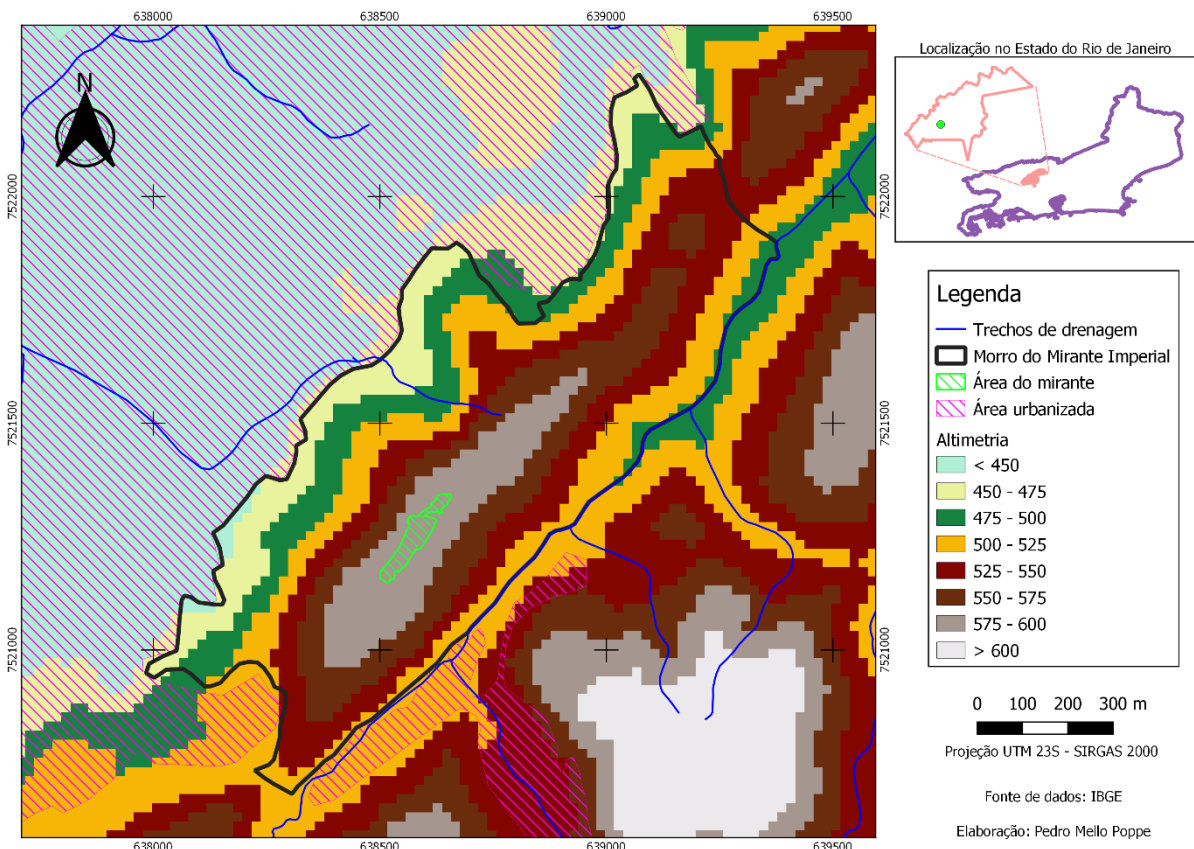 638000 638500 639000 639500
N
7522000
7521500
7521000
7522000
7521500
7521000
638000 638500 639000 639500
Localização no Estado do Rio de Janeiro
Legenda
Trechos de drenagem
Morro do Mirante Imperial
Área do mirante
Área urbanizada
Altimetria
< 450
450 - 475
475 - 500
500 - 525
525 - 550
550 - 575
575 - 600
> 600
0 100 200 300 m
Projeção UTM 23S - SIRGAS 2000
Fonte de dados: IBGE
Elaboração: Pedro Mello Poppe